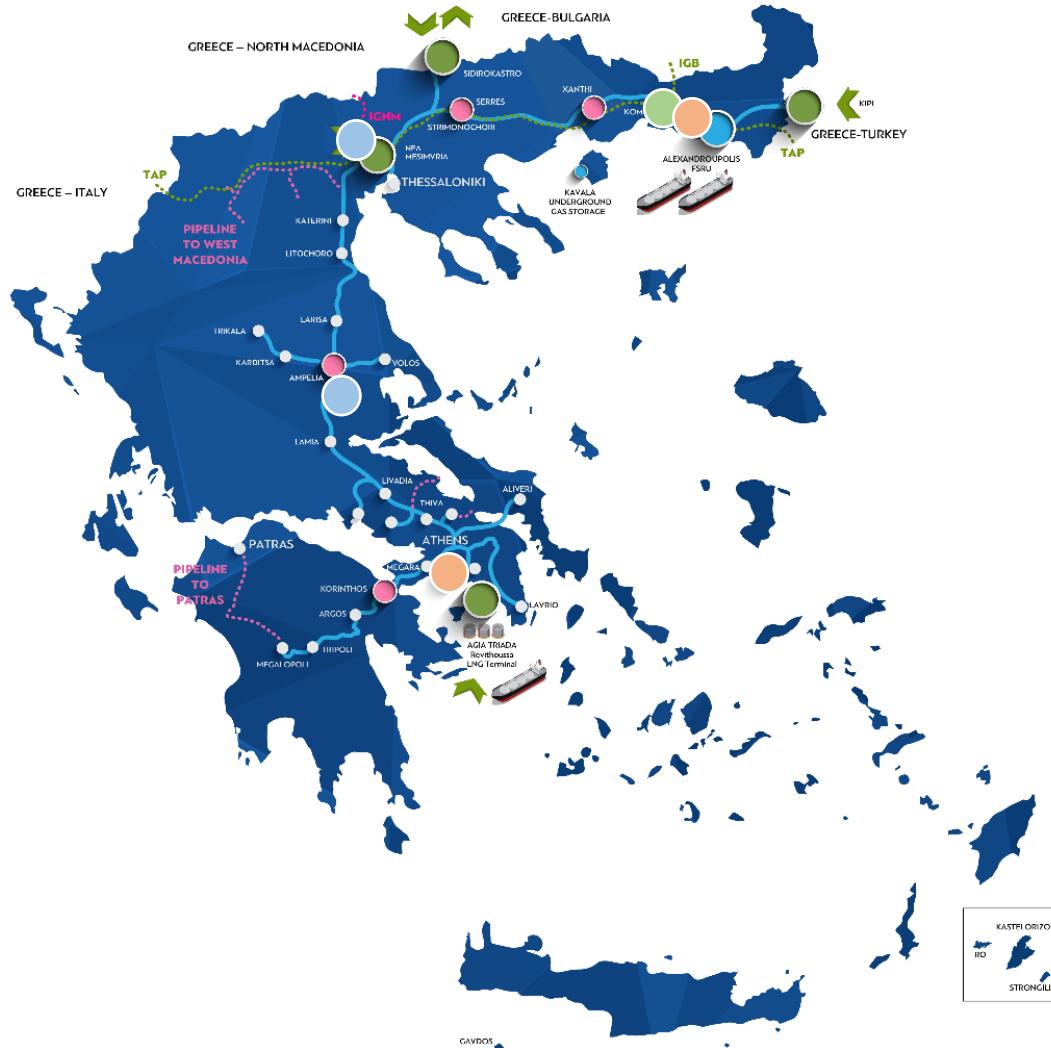 GREECE-BULGARIA
GREECE – NORTH MACEDONIA
SIDIROKASTRO
IGB
XANTHI
SERRES
KIPI
IGNM
STRIMONOCHORI
KOM
GREECE-TURKEY
NEA
MESIMVRIA
TAP
ALEXANDROUPOLIS
FSRU
TAP
THESSALONIKI
GREECE – ITALY
KAVALA
UNDERGROUND
GAS STORAGE
KATERINI
PIPELINE
TO WEST
MACEDONIA
LITOCHORO
LARISA
TRIKALA
KARDITSA
VOLOS
AMPELIA
LAMIA
LIVADIA
ALIVERI
THIVA
ATHENS
PATRAS
MEGARA
PIPELINE
TO
PATRAS
KORINTHOS
LAVRIO
ARGOS
AGIA TRIADA
Revithoussa
LNG Terminal
TRIPOLI
MEGALOPOLI
KASTELORIZO
RO
STRONGILI
GAVDOS